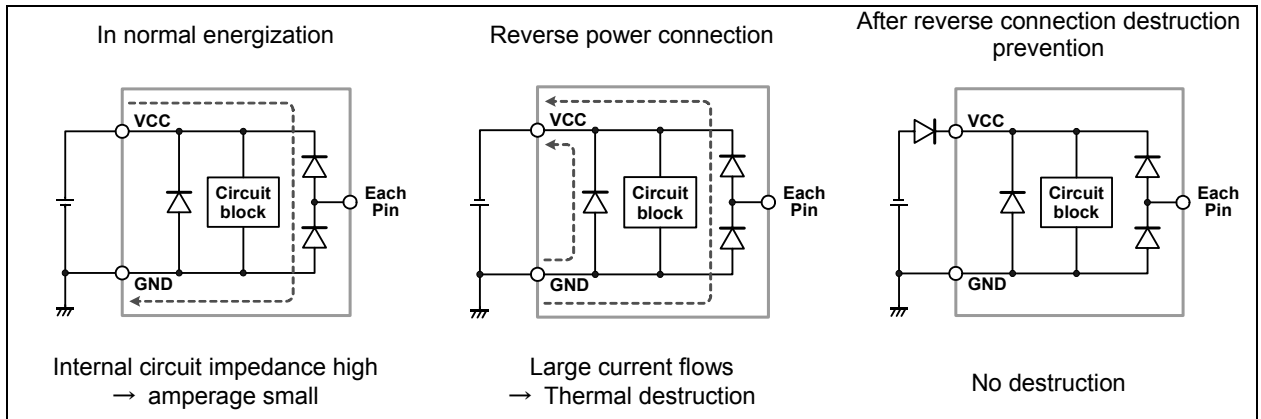 In normal energization
VCC
Circuit
block
Each
Pin
GND
Internal circuit impedance high
→ amperage small
Reverse power connection
VCC
Circuit
block
Each
Pin
GND
Large current flows
→ Thermal destruction
After reverse connection destruction
prevention
VCC
Circuit
block
Each
Pin
GND
No destruction